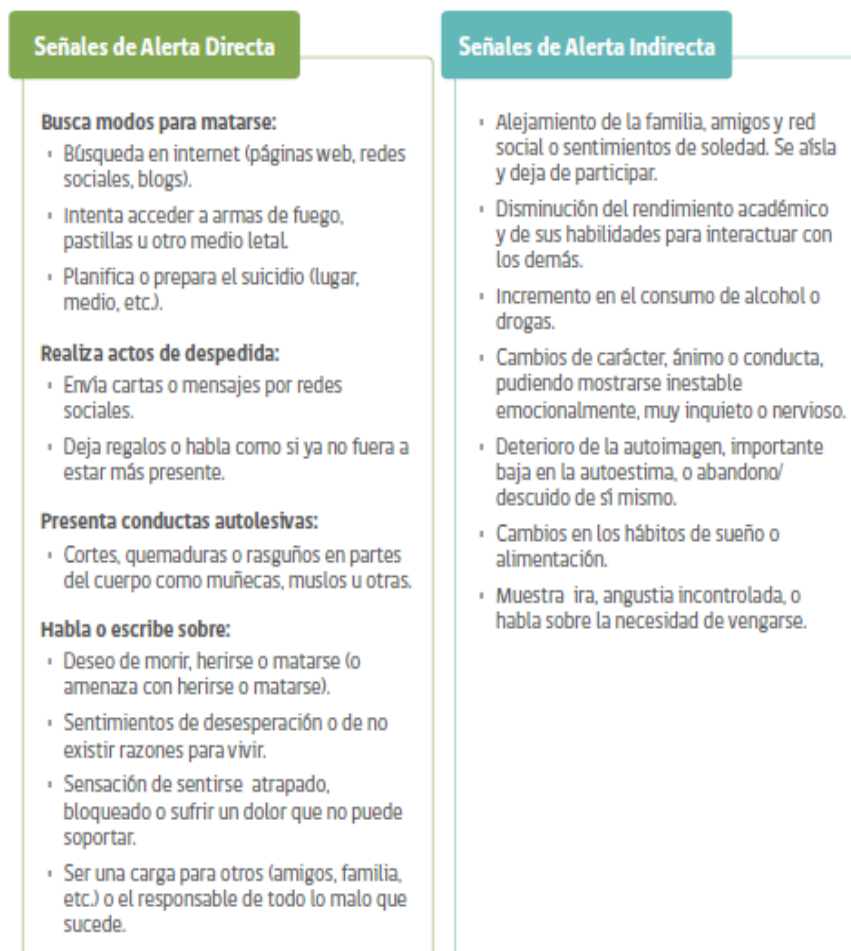 Señales de Alerta Directa
Busca modos para matarse:
Búsqueda en internet (páginas web, redes
sociales, blogs).
Intenta acceder a armas de fuego,
pastillas u otro medio letal.
Planifica o prepara el suicidio (lugar,
medio, etc.).
Realiza actos de despedida:
Envía cartas o mensajes por redes
sociales.
Deja regalos o habla como si ya no fuera a
estar más presente.
Presenta conductas autolesivas:
Cortes, quemaduras o rasguños en partes
del cuerpo como muñecas, muslos u otras.
Habla o escribe sobre:
Deseo de morir, herirse o matarse (o
amenaza con herirse o matarse).
Sentimientos de desesperación o de no
existir razones para vivir.
Sensación de sentirse atrapado,
bloqueado o sufrir un dolor que no puede
soportar.
Ser una carga para otros (amigos, familia,
etc.) o el responsable de todo lo malo que
sucede.
Señales de Alerta Indirecta
Alejamiento de la familia, amigos y red
social o sentimientos de soledad. Se aísla
y deja de participar.
Disminución del rendimiento académico
y de sus habilidades para interactuar con
los demás.
Incremento en el consumo de alcohol o
drogas.
Cambios de carácter, ánimo o conducta,
pudiendo mostrarse inestable
emocionalmente, muy inquieto o nervioso.
Deterioro de la autoimagen, importante
baja en la autoestima, o abandono/
descuido de sí mismo.
Cambios en los hábitos de sueño o
alimentación.
Muestra ira, angustia incontrolada, o
habla sobre la necesidad de vengarse.